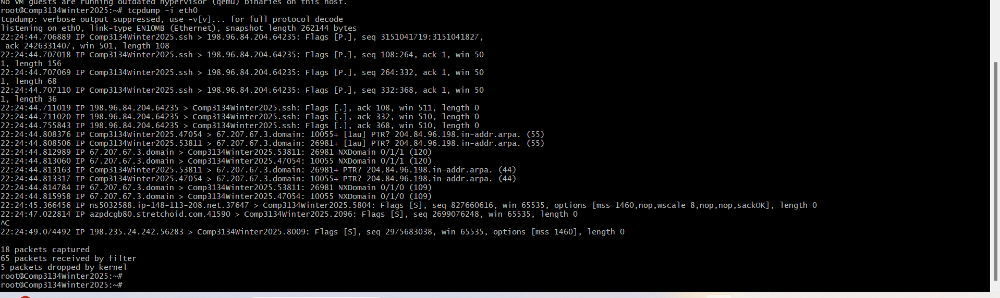 No VM guests are running outdated hypervisor (qemu) binaries on this host.
root@Comp3134Winter2025:~# tcpdump -i eth0
tcpdump: verbose output suppressed, use -v[v]... for full protocol decode
listening on eth0, link-type EN10MB (Ethernet), snapshot length 262144 bytes
22:24:44.706889 IP Comp3134Winter2025.ssh > 198.96.84.204.64235: Flags [P.], seq 3151041719:3151041827,
 ack 2426331407, win 501, length 108
22:24:44.707018 IP Comp3134Winter2025.ssh > 198.96.84.204.64235: Flags [P.], seq 108:264, ack 1, win 50
1, length 156
22:24:44.707069 IP Comp3134Winter2025.ssh > 198.96.84.204.64235: Flags [P.], seq 264:332, ack 1, win 50
1, length 68
22:24:44.707110 IP Comp3134Winter2025.ssh > 198.96.84.204.64235: Flags [P.], seq 332:368, ack 1, win 50
1, length 36
22:24:44.711019 IP 198.96.84.204.64235 > Comp3134Winter2025.ssh: Flags [.], ack 108, win 511, length 0
22:24:44.711020 IP 198.96.84.204.64235 > Comp3134Winter2025.ssh: Flags [.], ack 332, win 510, length 0
22:24:44.755843 IP 198.96.84.204.64235 > Comp3134Winter2025.ssh: Flags [.], ack 368, win 510, length 0
22:24:44.808376 IP Comp3134Winter2025.47054 > 67.207.67.3.domain: 10055+ [1au] PTR? 204.84.96.198.in-addr.arpa. (55)
22:24:44.808506 IP Comp3134Winter2025.53811 > 67.207.67.3.domain: 26981+ [1au] PTR? 204.84.96.198.in-addr.arpa. (55)
22:24:44.812989 IP 67.207.67.3.domain > Comp3134Winter2025.53811: 26981 NXDomain 0/1/1 (120)
22:24:44.813060 IP 67.207.67.3.domain > Comp3134Winter2025.47054: 10055 NXDomain 0/1/1 (120)
22:24:44.813163 IP Comp3134Winter2025.53811 > 67.207.67.3.domain: 26981+ PTR? 204.84.96.198.in-addr.arpa. (44)
22:24:44.813317 IP Comp3134Winter2025.47054 > 67.207.67.3.domain: 10055+ PTR? 204.84.96.198.in-addr.arpa. (44)
22:24:44.814784 IP 67.207.67.3.domain > Comp3134Winter2025.53811: 26981 NXDomain 0/1/0 (109)
22:24:44.815958 IP 67.207.67.3.domain > Comp3134Winter2025.47054: 10055 NXDomain 0/1/0 (109)
22:24:45.366456 IP ns5032588.ip-148-113-208.net.37647 > Comp3134Winter2025.5804: Flags [S], seq 827660616, win 65535, options [mss 1460,nop,wscale 8,nop,nop,sackOK], length 0
22:24:47.022814 IP azpdcgb80.stretchoid.com.41590 > Comp3134Winter2025.2096: Flags [S], seq 2699076248, win 65535, length 0
^C
22:24:49.074492 IP 198.235.24.242.56283 > Comp3134Winter2025.8009: Flags [S], seq 2975683038, win 65535, options [mss 1460], length 0
18 packets captured
65 packets received by filter
5 packets dropped by kernel
root@Comp3134Winter2025:~#
root@Comp3134Winter2025:~#